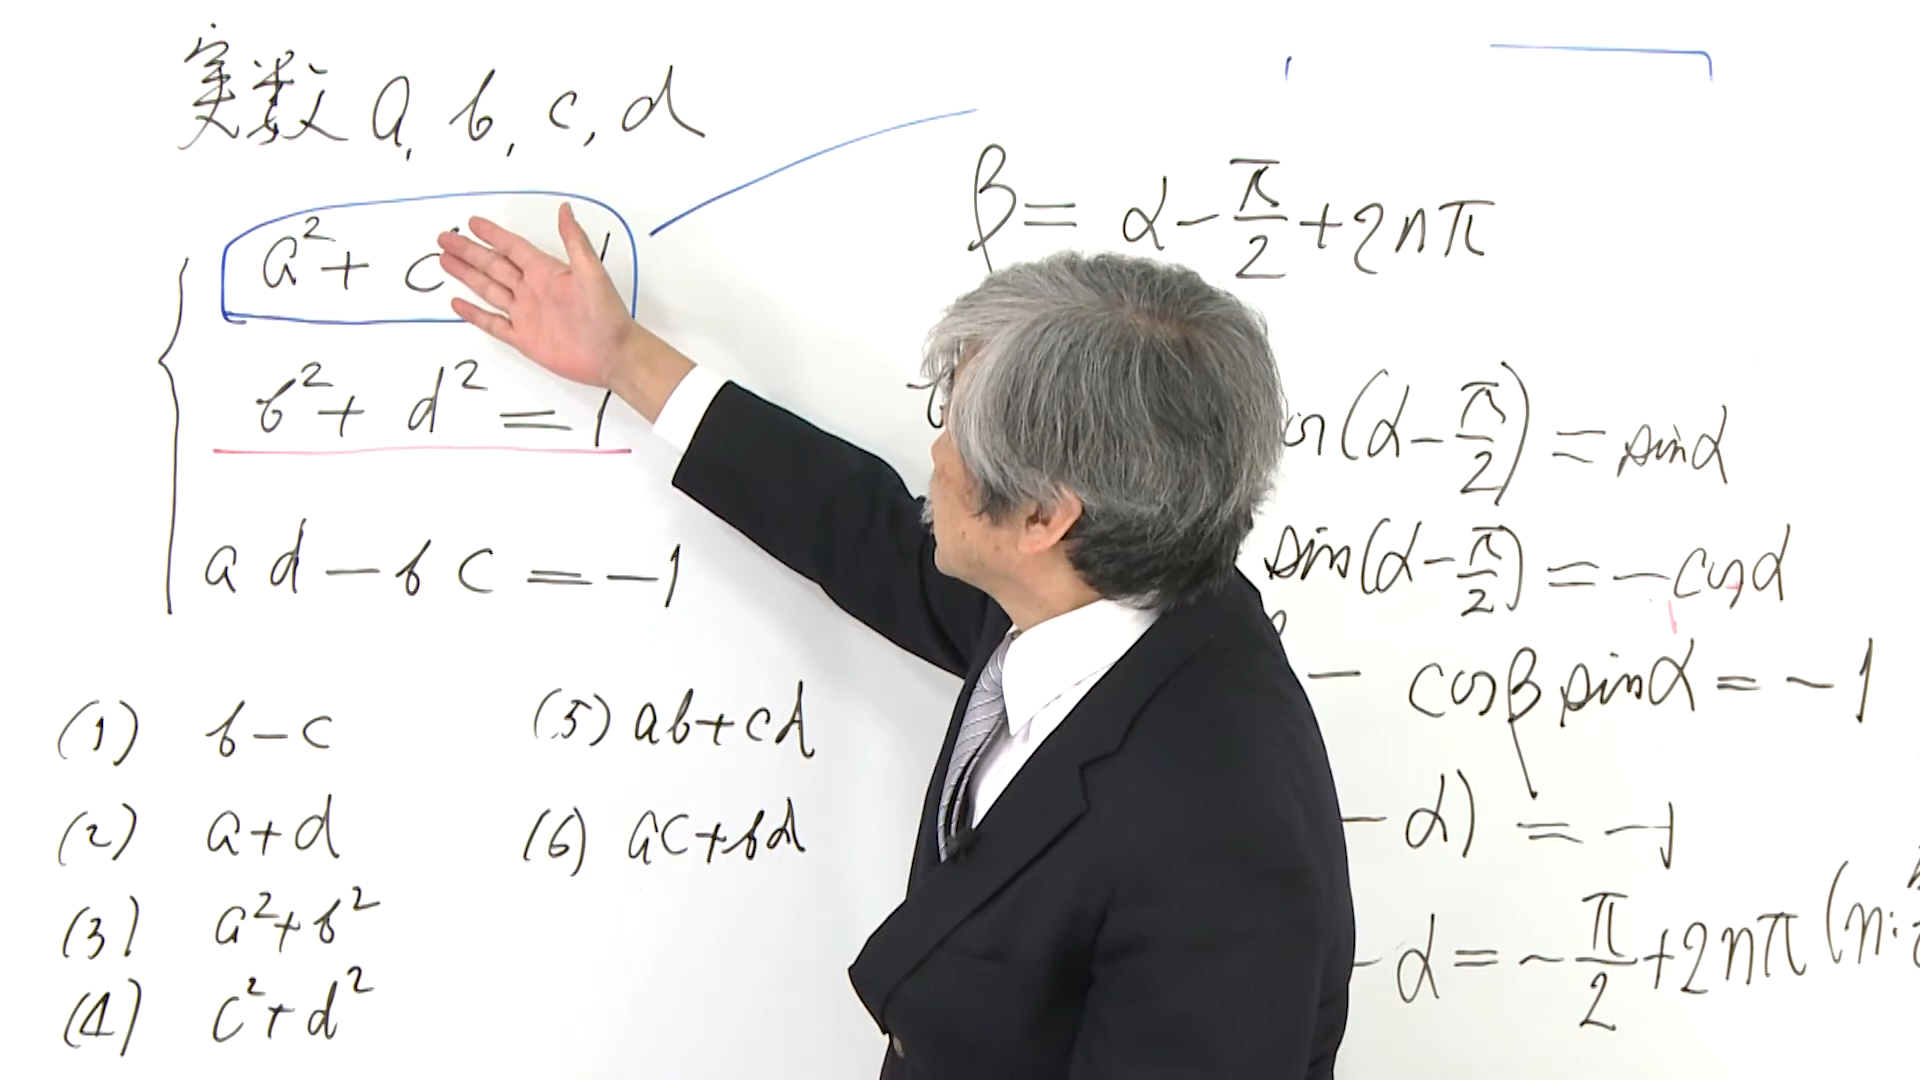 実数 a, b, c, d
a² + c
b² + d² = 1
ad − bc = −1
(1) b − c
(2) a + d
(3) a² + b²
(4) c² + d²
(5) ab + cd
(6) ac + bd
β = α − π/2 + 2nπ
(α − π/2) = sinα
sin(α − π/2) = −cosα
− cosβ sinα = −1
− α) = −1
− α = −π/2 + 2nπ (n: